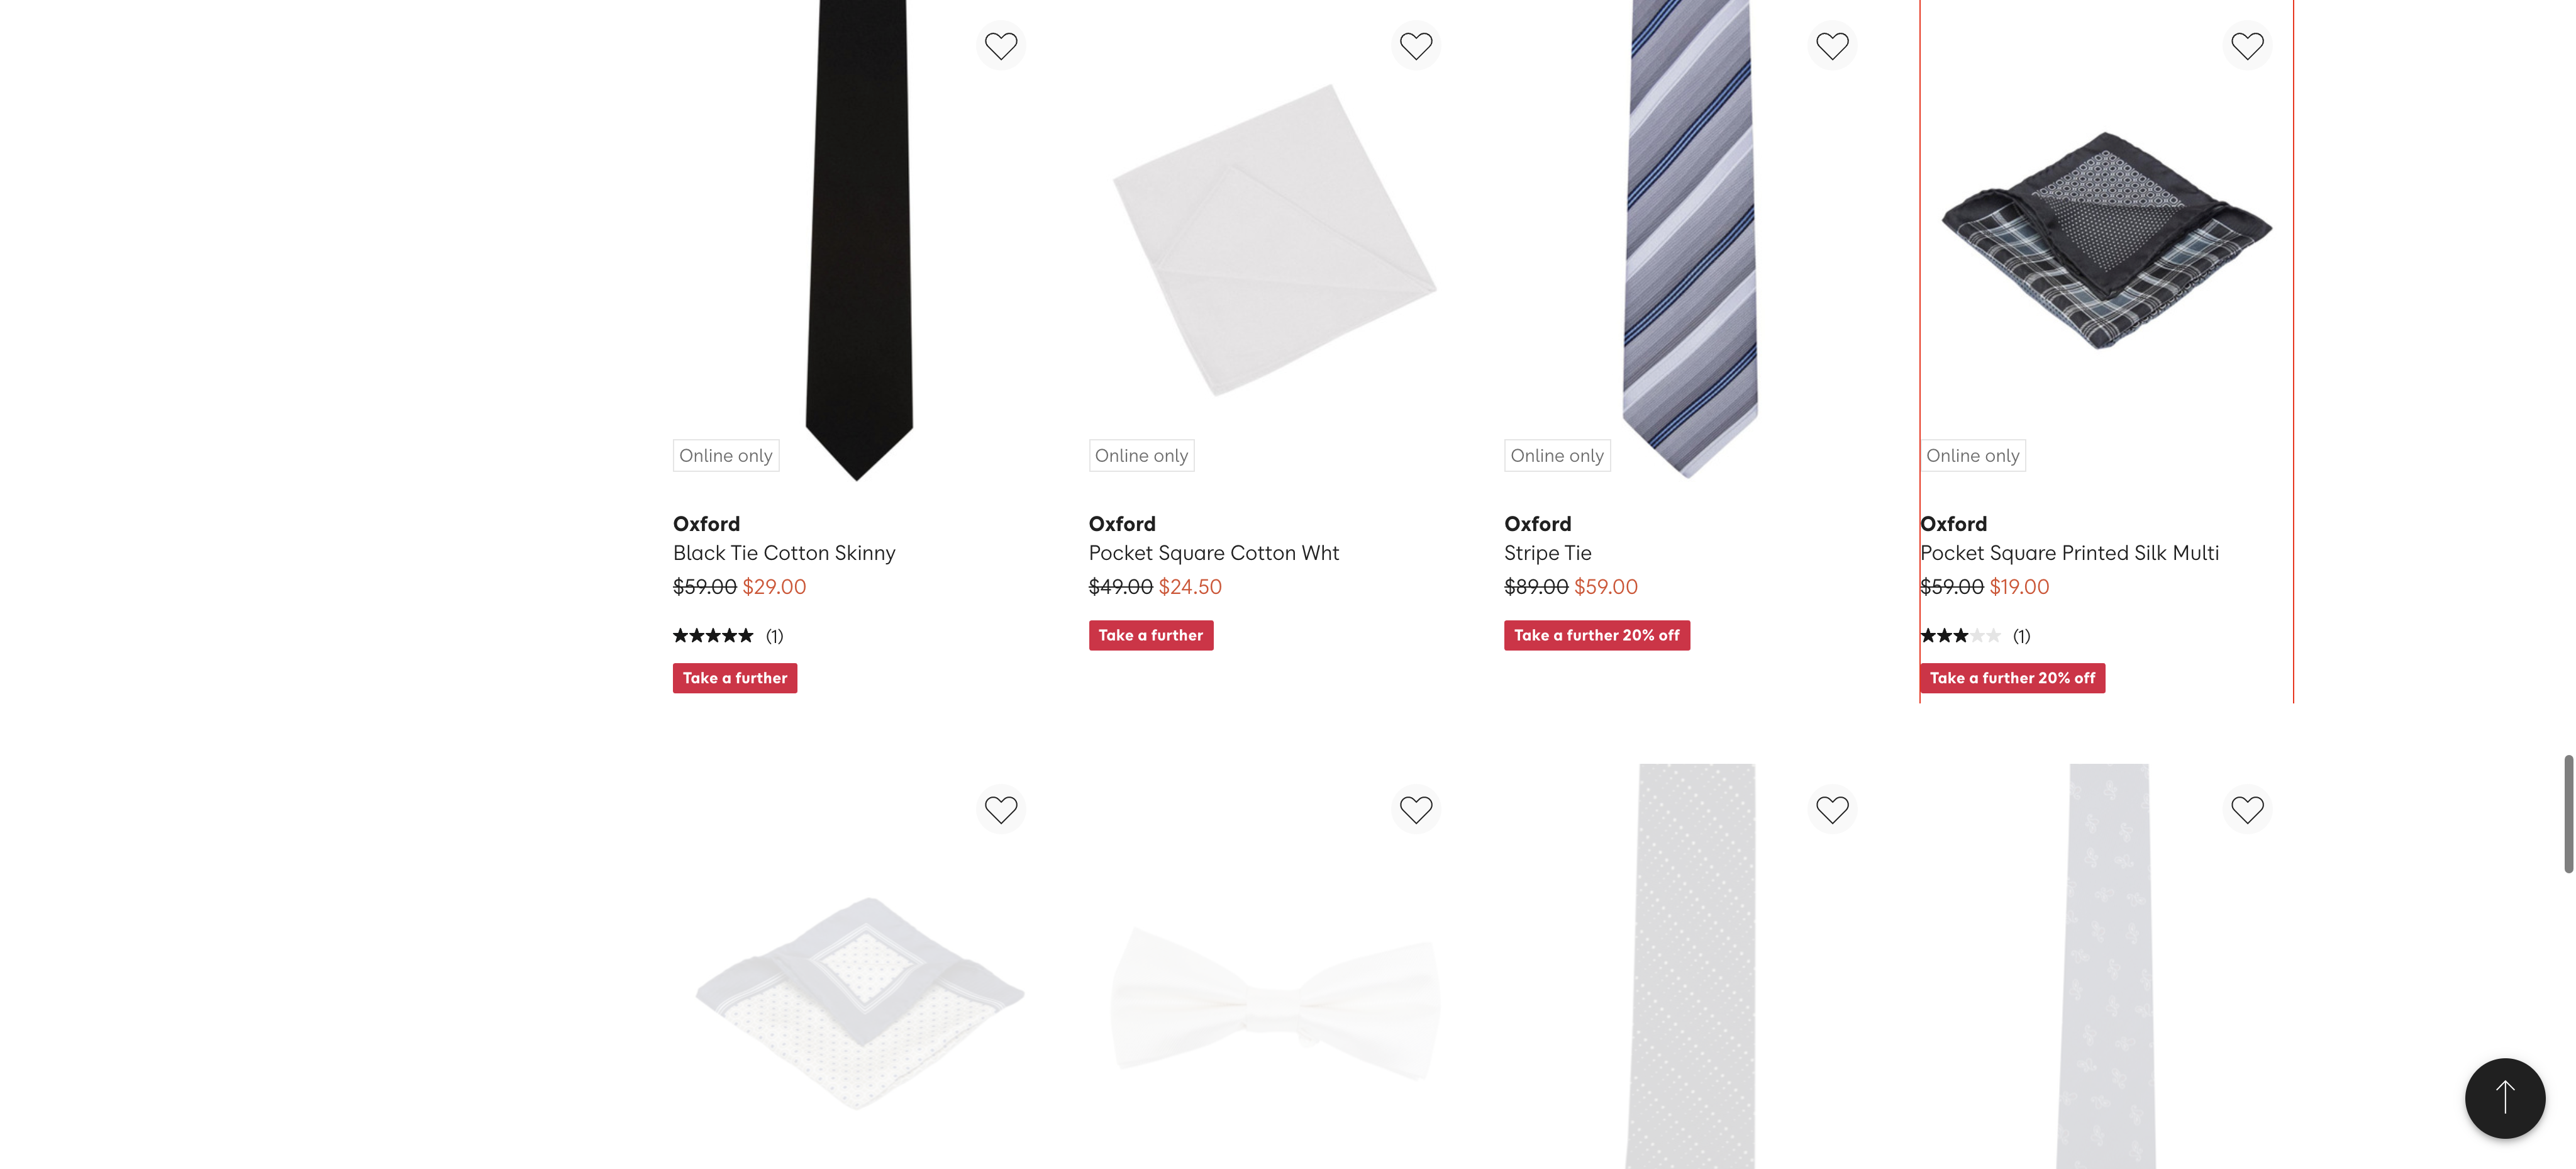 Online only
Oxford
Black Tie Cotton Skinny
$59.00 $29.00
(1)
Take a further
Online only
Oxford
Pocket Square Cotton Wht
$49.00 $24.50
Take a further
Online only
Oxford
Stripe Tie
$89.00 $59.00
Take a further 20% off
Online only
Oxford
Pocket Square Printed Silk Multi
$59.00 $19.00
(1)
Take a further 20% off